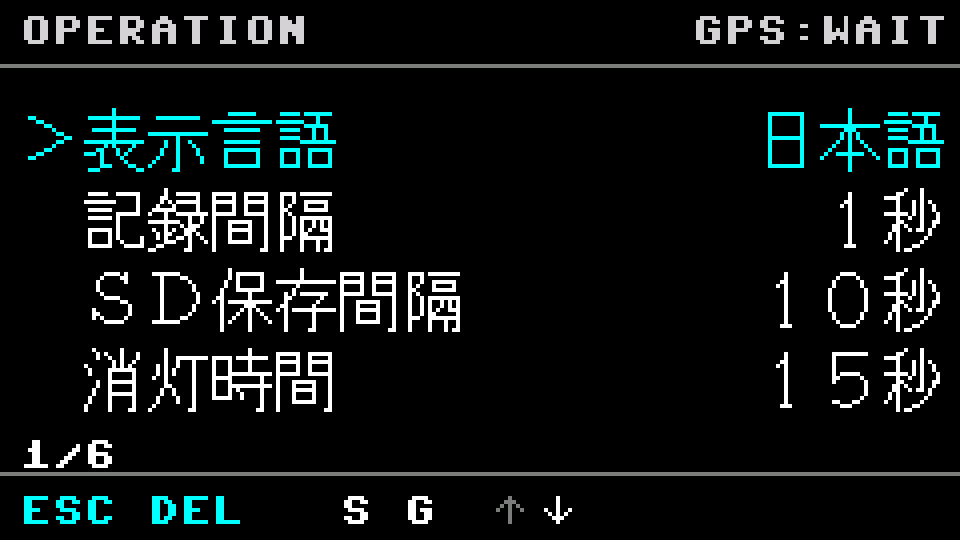 OPERATION GPS:WAIT
>表示言語 日本語
記録間隔 1秒
SD保存間隔 10秒
消灯時間 15秒
1/6
ESC DEL S G ↑ ↓